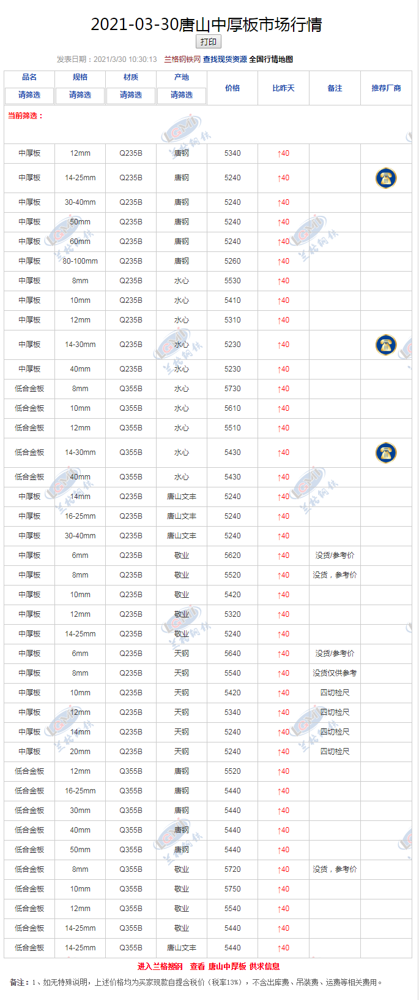 2021-03-30唐山中厚板市场行情
打印
发表日期：2021/3/30 10:30:13 兰格钢铁网 查找现货资源 全国行情地图
品名 规格 材质 产地 价格 比昨天 备注 推荐厂商
请筛选 请筛选 请筛选 请筛选
当前筛选：
中厚板 12mm Q235B 唐钢 5340 ↑40
中厚板 14-25mm Q235B 唐钢 5240 ↑40
中厚板 30-40mm Q235B 唐钢 5240 ↑40
中厚板 50mm Q235B 唐钢 5240 ↑40
中厚板 60mm Q235B 唐钢 5240 ↑40
中厚板 80-100mm Q235B 唐钢 5260 ↑40
中厚板 8mm Q235B 水心 5530 ↑40
中厚板 10mm Q235B 水心 5410 ↑40
中厚板 12mm Q235B 水心 5310 ↑40
中厚板 14-30mm Q235B 水心 5230 ↑40
中厚板 40mm Q235B 水心 5230 ↑40
低合金板 8mm Q355B 水心 5730 ↑40
低合金板 10mm Q355B 水心 5610 ↑40
低合金板 12mm Q355B 水心 5510 ↑40
低合金板 14-30mm Q355B 水心 5430 ↑40
低合金板 40mm Q355B 水心 5430 ↑40
中厚板 14mm Q235B 唐山文丰 5240 ↑40
中厚板 16-25mm Q235B 唐山文丰 5240 ↑40
中厚板 30-40mm Q235B 唐山文丰 5240 ↑40
中厚板 6mm Q235B 敬业 5620 ↑40 没货/参考价
中厚板 8mm Q235B 敬业 5520 ↑40 没货，参考价
中厚板 10mm Q235B 敬业 5420 ↑40
中厚板 12mm Q235B 敬业 5320 ↑40
中厚板 14-25mm Q235B 敬业 5240 ↑40
中厚板 6mm Q235B 天钢 5640 ↑40 没货/参考价
中厚板 8mm Q235B 天钢 5540 ↑40 没货仅供参考
中厚板 10mm Q235B 天钢 5420 ↑40 四切检尺
中厚板 12mm Q235B 天钢 5340 ↑40 四切检尺
中厚板 14mm Q235B 天钢 5240 ↑40 四切检尺
中厚板 20mm Q235B 天钢 5240 ↑40 四切检尺
低合金板 12mm Q355B 唐钢 5520 ↑40
低合金板 16-25mm Q355B 唐钢 5440 ↑40
低合金板 30mm Q355B 唐钢 5440 ↑40
低合金板 40mm Q355B 唐钢 5440 ↑40
低合金板 50mm Q355B 唐钢 5440 ↑40
低合金板 8mm Q355B 敬业 5720 ↑40 没货，参考价
低合金板 10mm Q355B 敬业 5750 ↑40
低合金板 12mm Q355B 敬业 5540 ↑40
低合金板 14-25mm Q355B 敬业 5440 ↑40
低合金板 14-25mm Q355B 唐山文丰 5440 ↑40
进入兰格搜钢 查看 唐山中厚板 供求信息
备注：1、如无特殊说明，上述价格均为买家现款自提含税价（税率13%），不含出库费、吊装费、运费等相关费用。